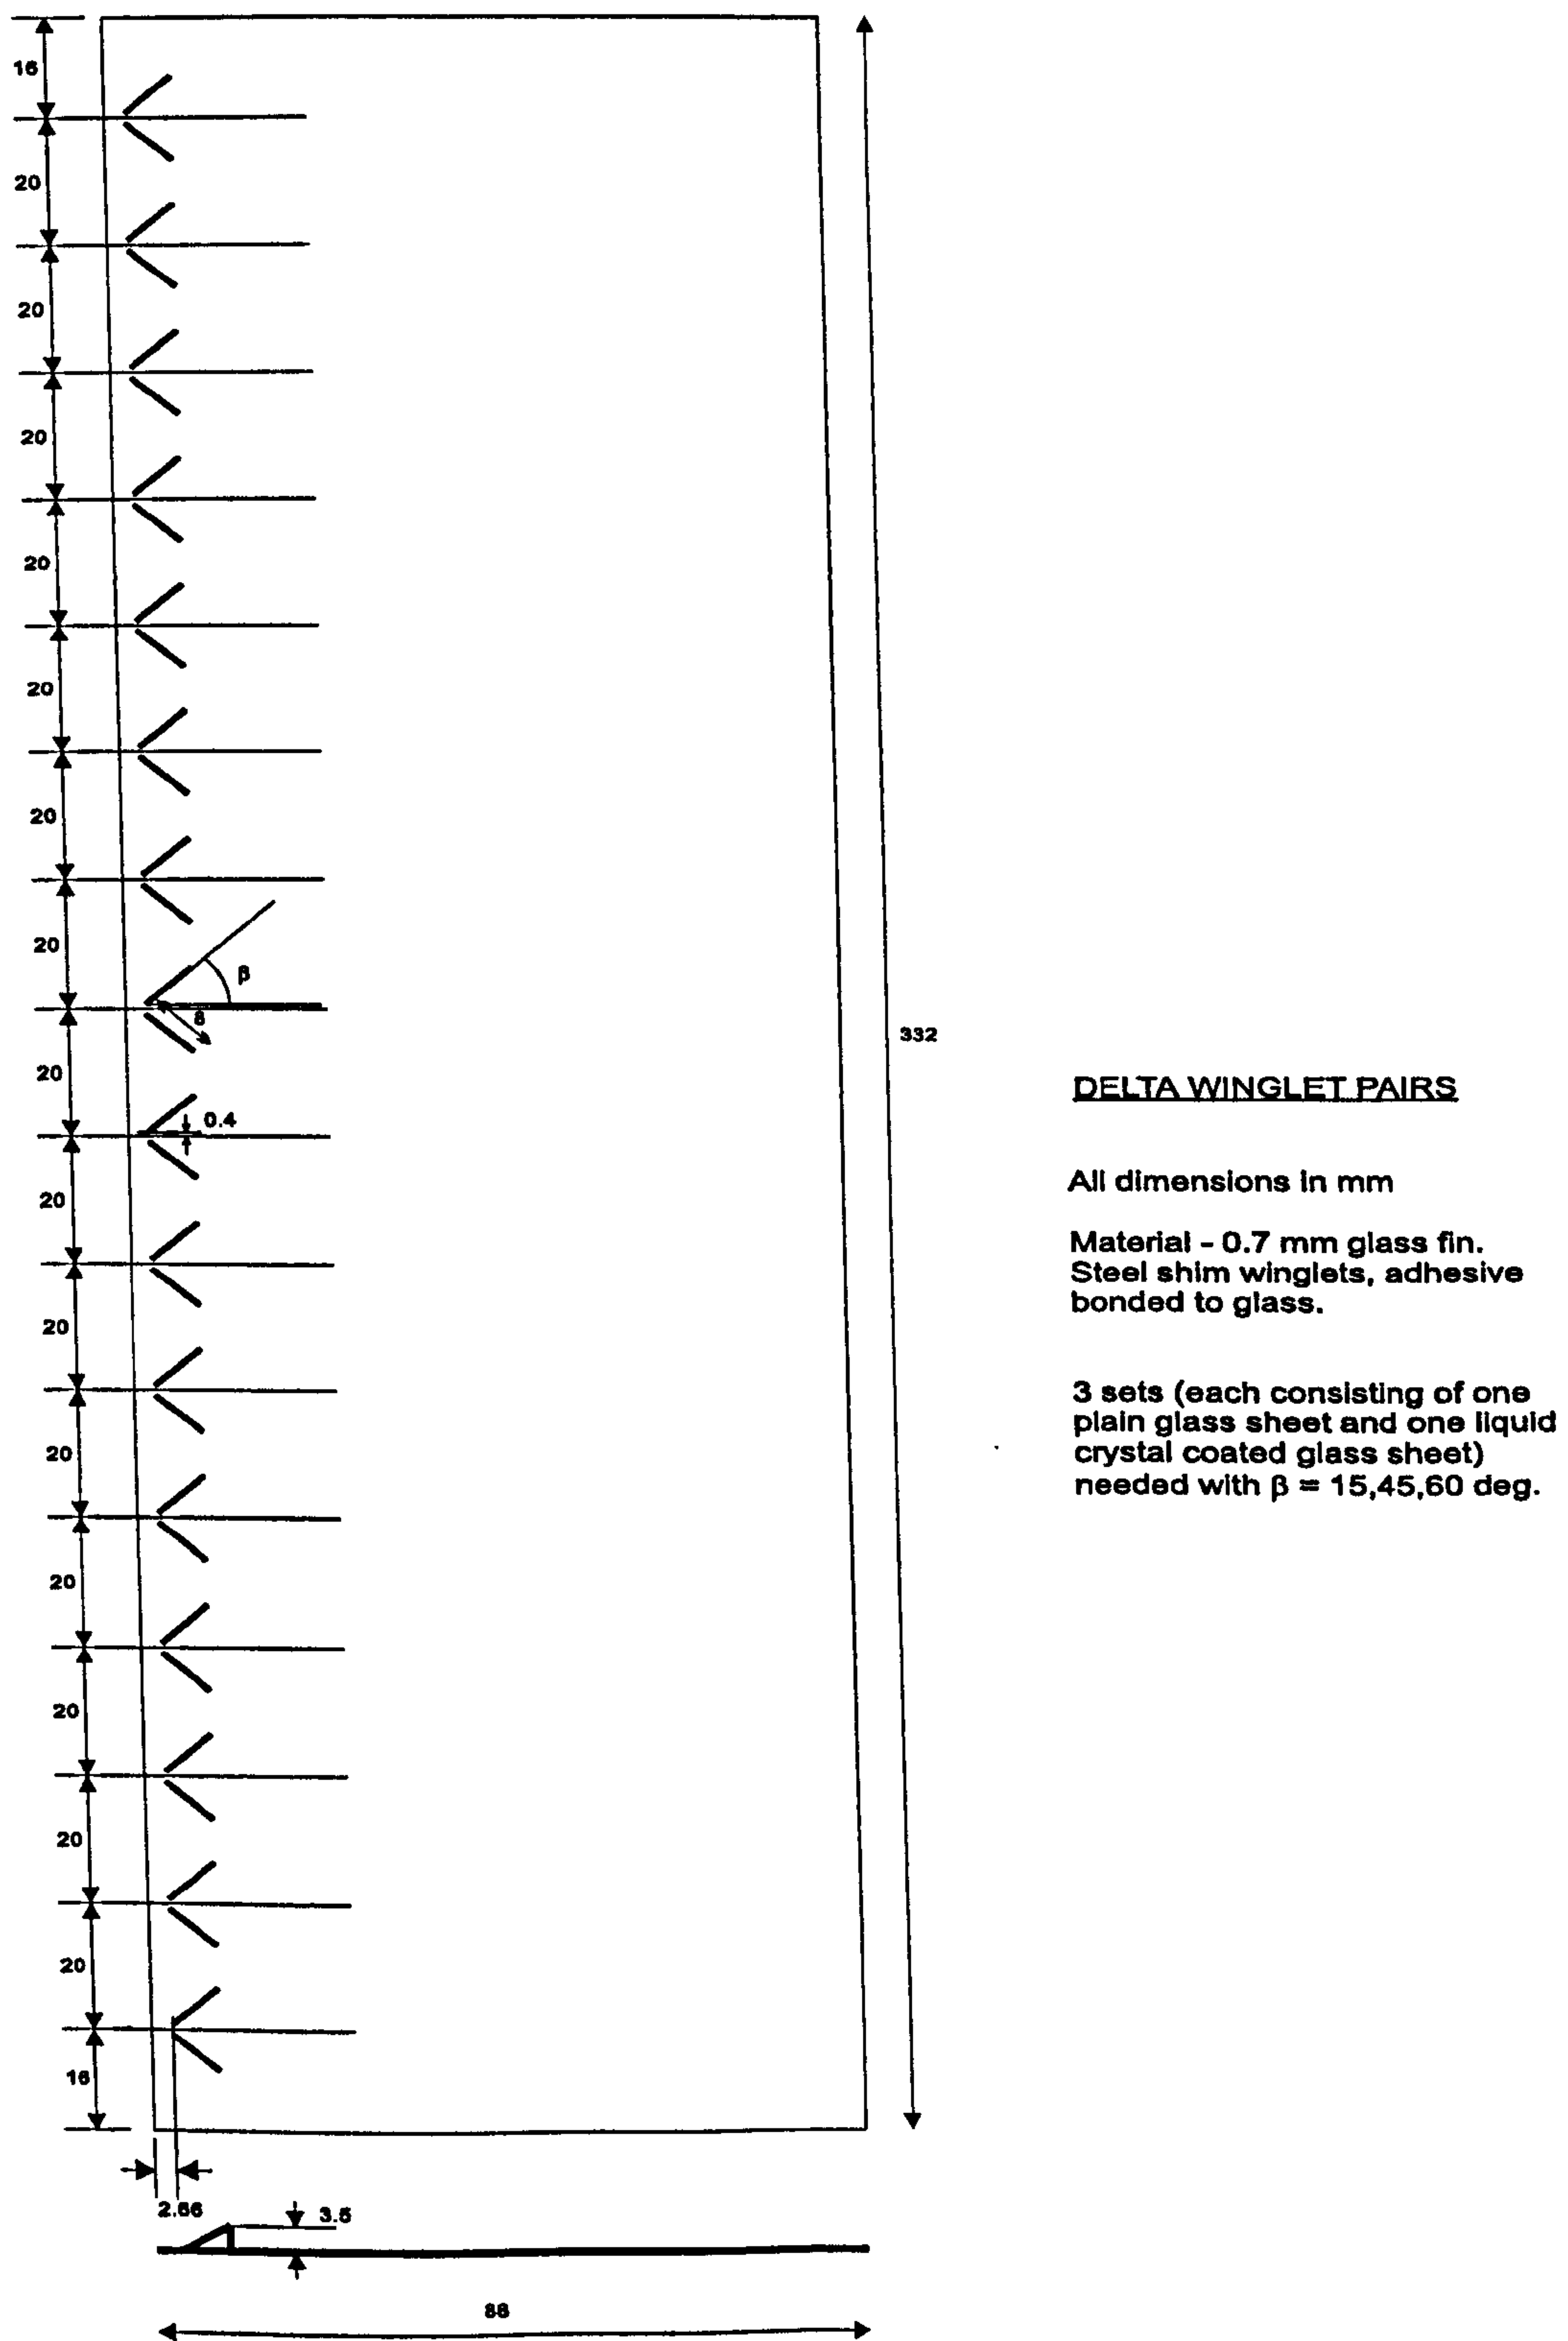 16
20
20
20
20
20
20
20
β
8
332
20
DELTA WINGLET PAIRS
0.4
All dimensions in mm
20
Material - 0.7 mm glass fin.
Steel shim winglets, adhesive
bonded to glass.
20
3 sets (each consisting of one
plain glass sheet and one liquid
crystal coated glass sheet)
needed with β = 15,45,60 deg.
20
20
20
20
20
20
16
2.66
3.5
88